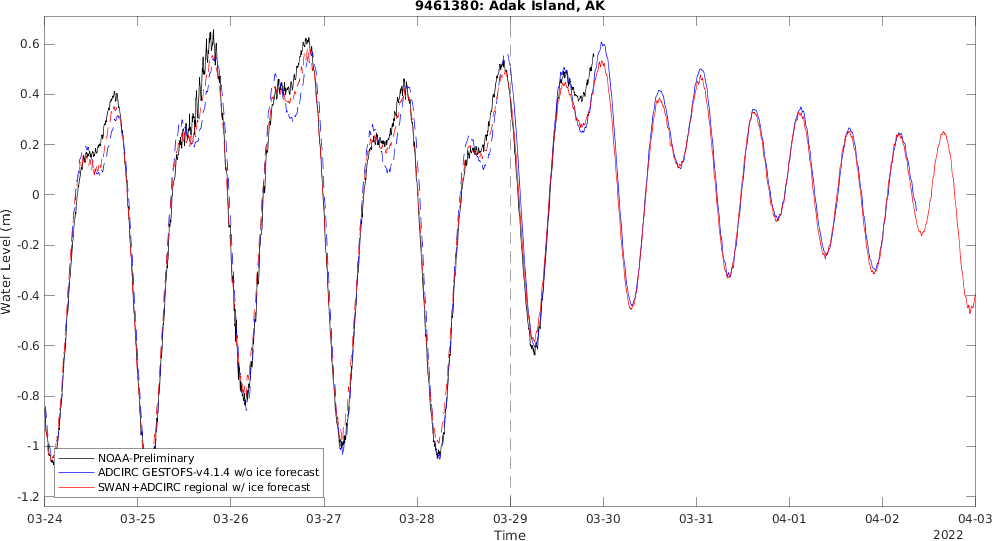 9461380: Adak Island, AK
Water Level (m)
0.6
0.4
0.2
0
-0.2
-0.4
-0.6
-0.8
-1
-1.2
NOAA-Preliminary
ADCIRC GESTOFS-v4.1.4 w/o ice forecast
SWAN+ADCIRC regional w/ ice forecast
03-24 03-25 03-26 03-27 03-28 03-29 03-30 03-31 04-01 04-02 04-03
Time
2022